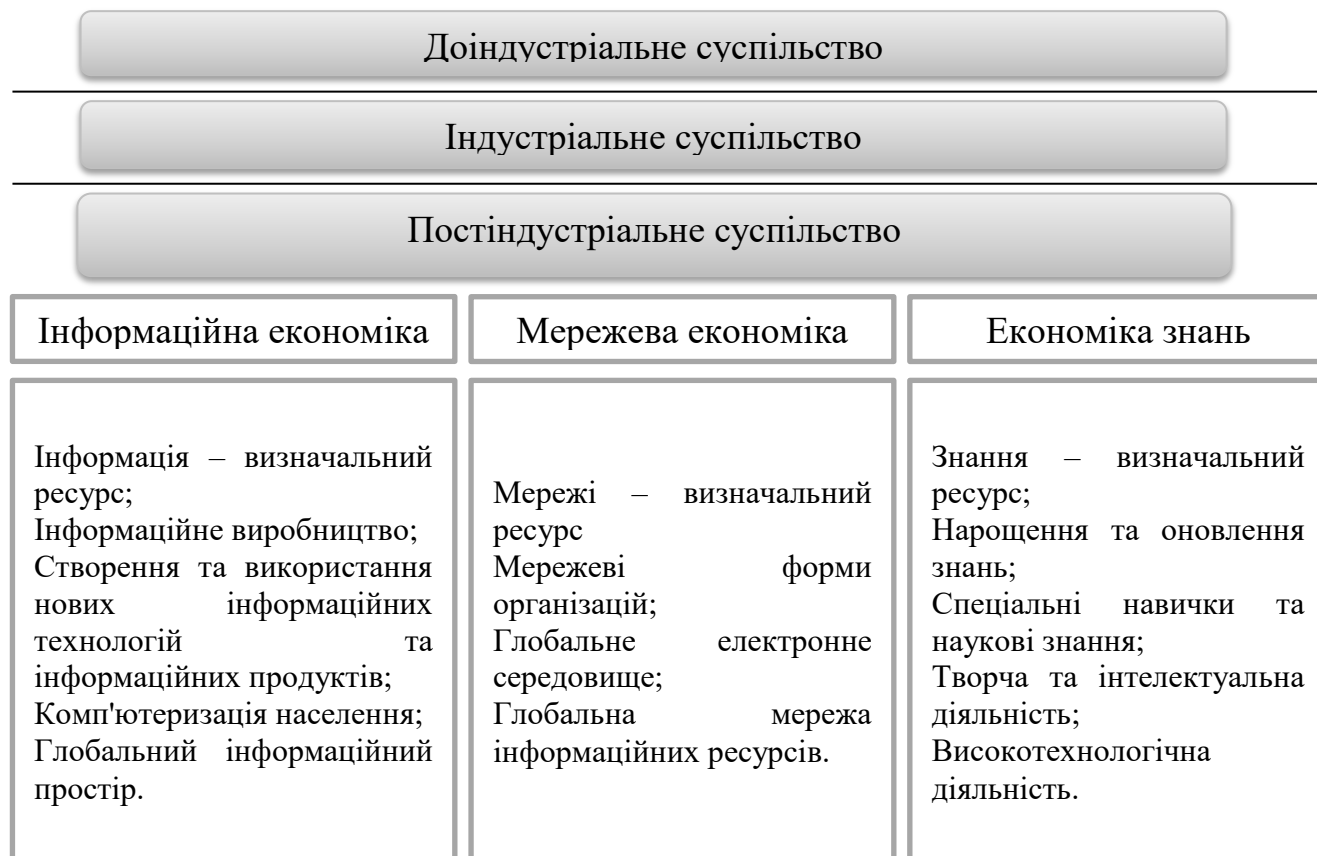 Доіндустріальне суспільство
Індустріальне суспільство
Постіндустріальне суспільство
Інформаційна економіка
Мережева економіка
Економіка знань
Інформація – визначальний
ресурс;
Інформаційне виробництво;
Створення та використання
нових інформаційних
технологій та
інформаційних продуктів;
Комп'ютеризація населення;
Глобальний інформаційний
простір.
Мережі – визначальний
ресурс
Мережеві форми
організацій;
Глобальне електронне
середовище;
Глобальна мережа
інформаційних ресурсів.
Знання – визначальний
ресурс;
Нарощення та оновлення
знань;
Спеціальні навички та
наукові знання;
Творча та інтелектуальна
діяльність;
Високотехнологічна
діяльність.